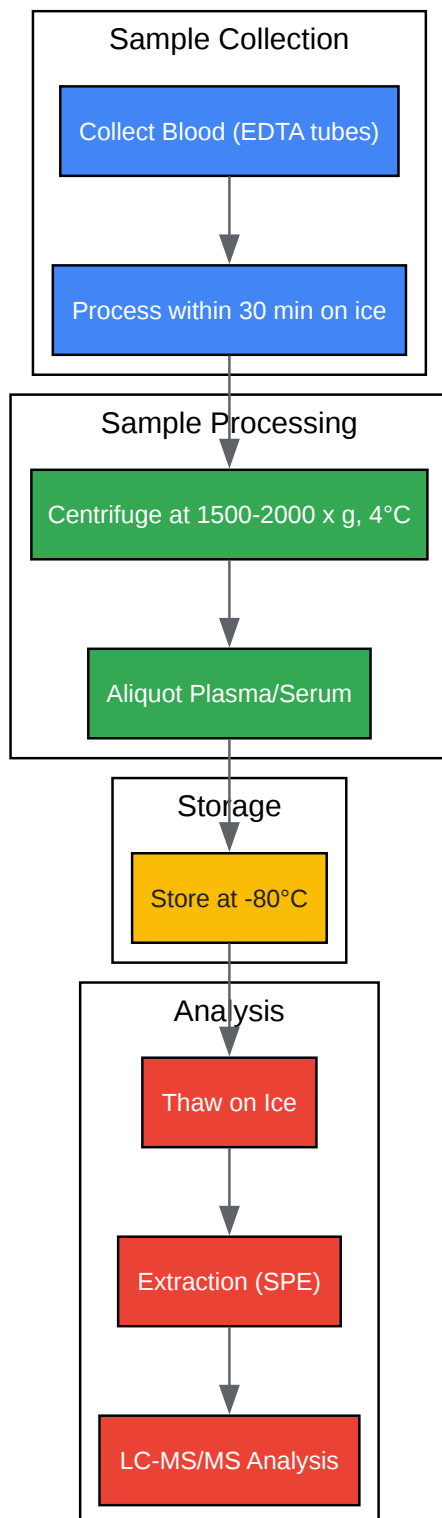 Sample Collection
Collect Blood (EDTA tubes)
Process within 30 min on ice
Sample Processing
Centrifuge at 1500-2000 x g, 4°C
Aliquot Plasma/Serum
Storage
Store at -80°C
Analysis
Thaw on Ice
Extraction (SPE)
LC-MS/MS Analysis